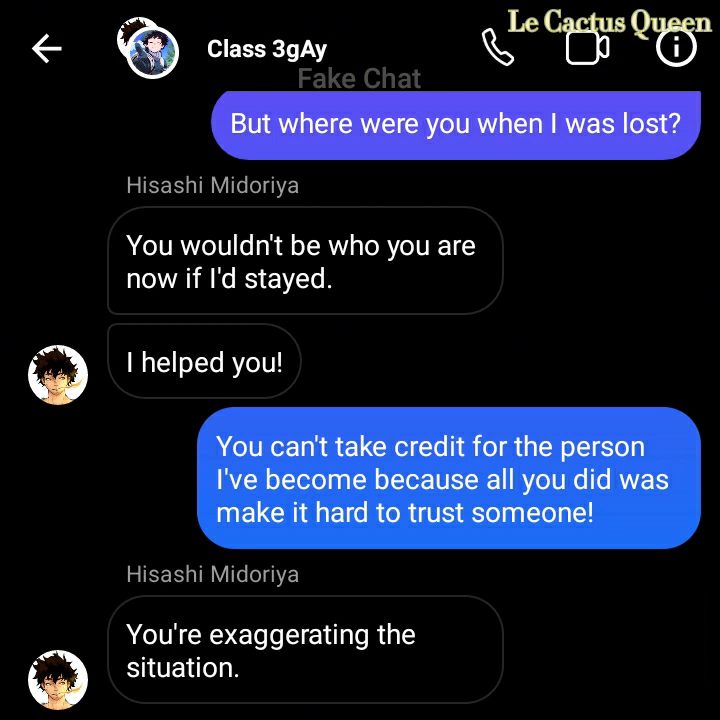 Le Cactus Queen
Class 3gAy
Fake Chat
But where were you when I was lost?
Hisashi Midoriya
You wouldn't be who you are
now if I'd stayed.
I helped you!
You can't take credit for the person
I've become because all you did was
make it hard to trust someone!
Hisashi Midoriya
You're exaggerating the
situation.